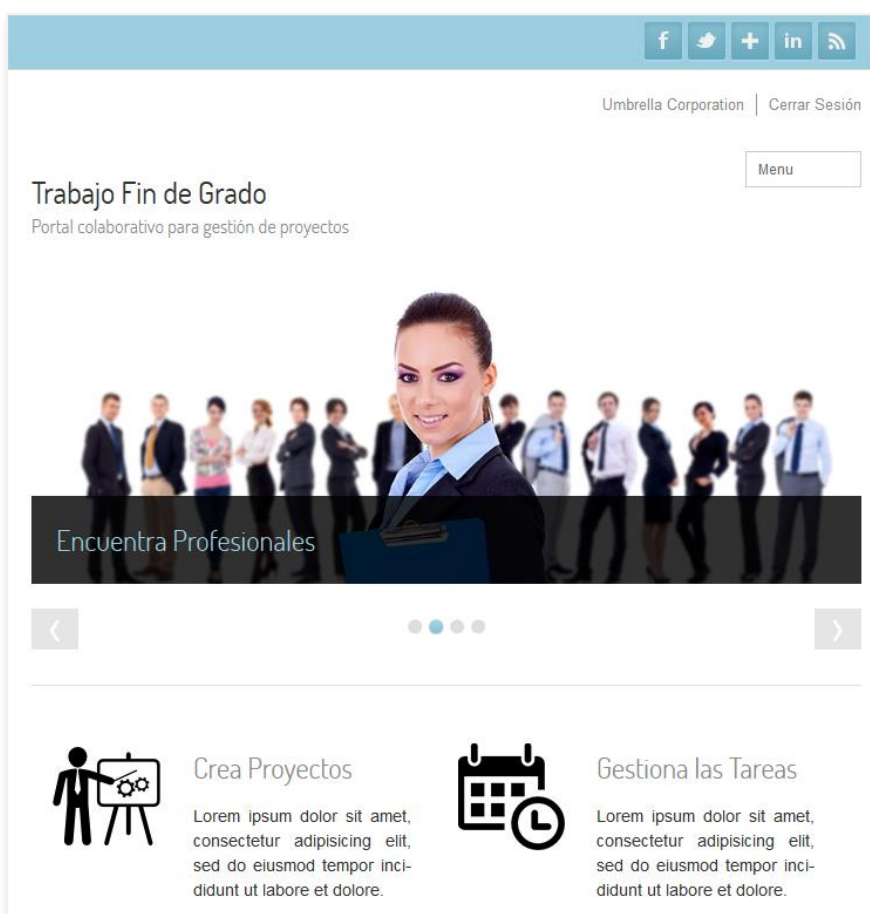 f in
Umbrella Corporation | Cerrar Sesión
Menu
Trabajo Fin de Grado
Portal colaborativo para gestión de proyectos
Encuentra Profesionales
Crea Proyectos
Lorem ipsum dolor sit amet,
consectetur adipisicing elit,
sed do eiusmod tempor inci-
didunt ut labore et dolore.
Gestiona las Tareas
Lorem ipsum dolor sit amet,
consectetur adipisicing elit,
sed do eiusmod tempor inci-
didunt ut labore et dolore.